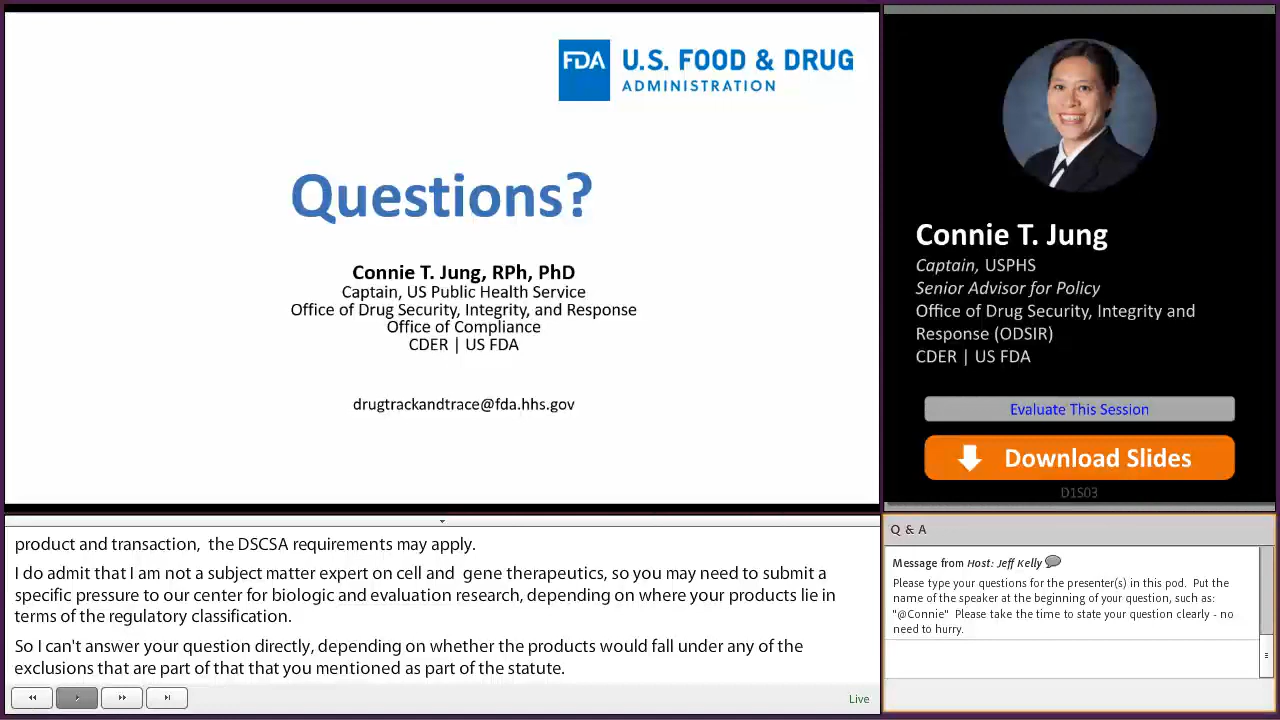 FDA
U.S. FOOD & DRUG
ADMINISTRATION
Questions?
Connie T. Jung, RPh, PhD
Captain, US Public Health Service
Office of Drug Security, Integrity, and Response
Office of Compliance
CDER | US FDA
drugtrackandtrace@fda.hhs.gov
Connie T. Jung
Captain, USPHS
Senior Advisor for Policy
Office of Drug Security, Integrity and
Response (ODSIR)
CDER | US FDA
Evaluate This Session
Download Slides
D1S03
product and transaction,  the DSCSA requirements may apply.
I do admit that I am not a subject matter expert on cell and  gene therapeutics, so you may need to submit a
specific pressure to our center for biologic and evaluation research, depending on where your products lie in
terms of the regulatory classification.
So I can't answer your question directly, depending on whether the products would fall under any of the
exclusions that are part of that that you mentioned as part of the statute.
Live
Q & A
Message from Host: Jeff Kelly
Please type your questions for the presenter(s) in this pod.  Put the
name of the speaker at the beginning of your question, such as:
"@Connie"  Please take the time to state your question clearly - no
need to hurry.